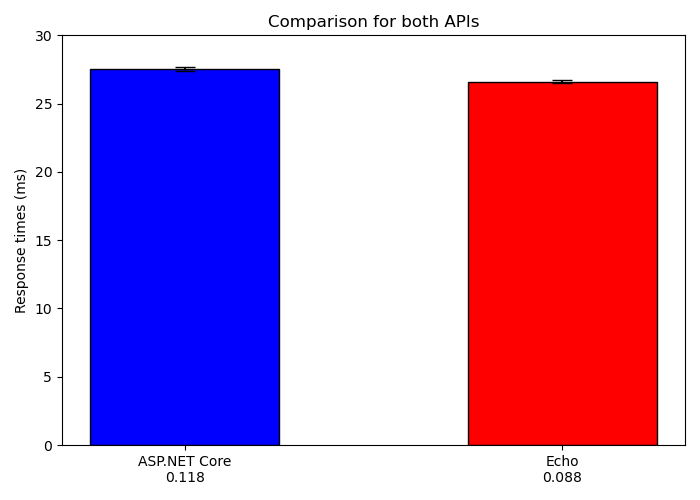 Comparison for both APIs
Response times (ms)
30
25
20
15
10
5
0
ASP.NET Core
0.118
Echo
0.088